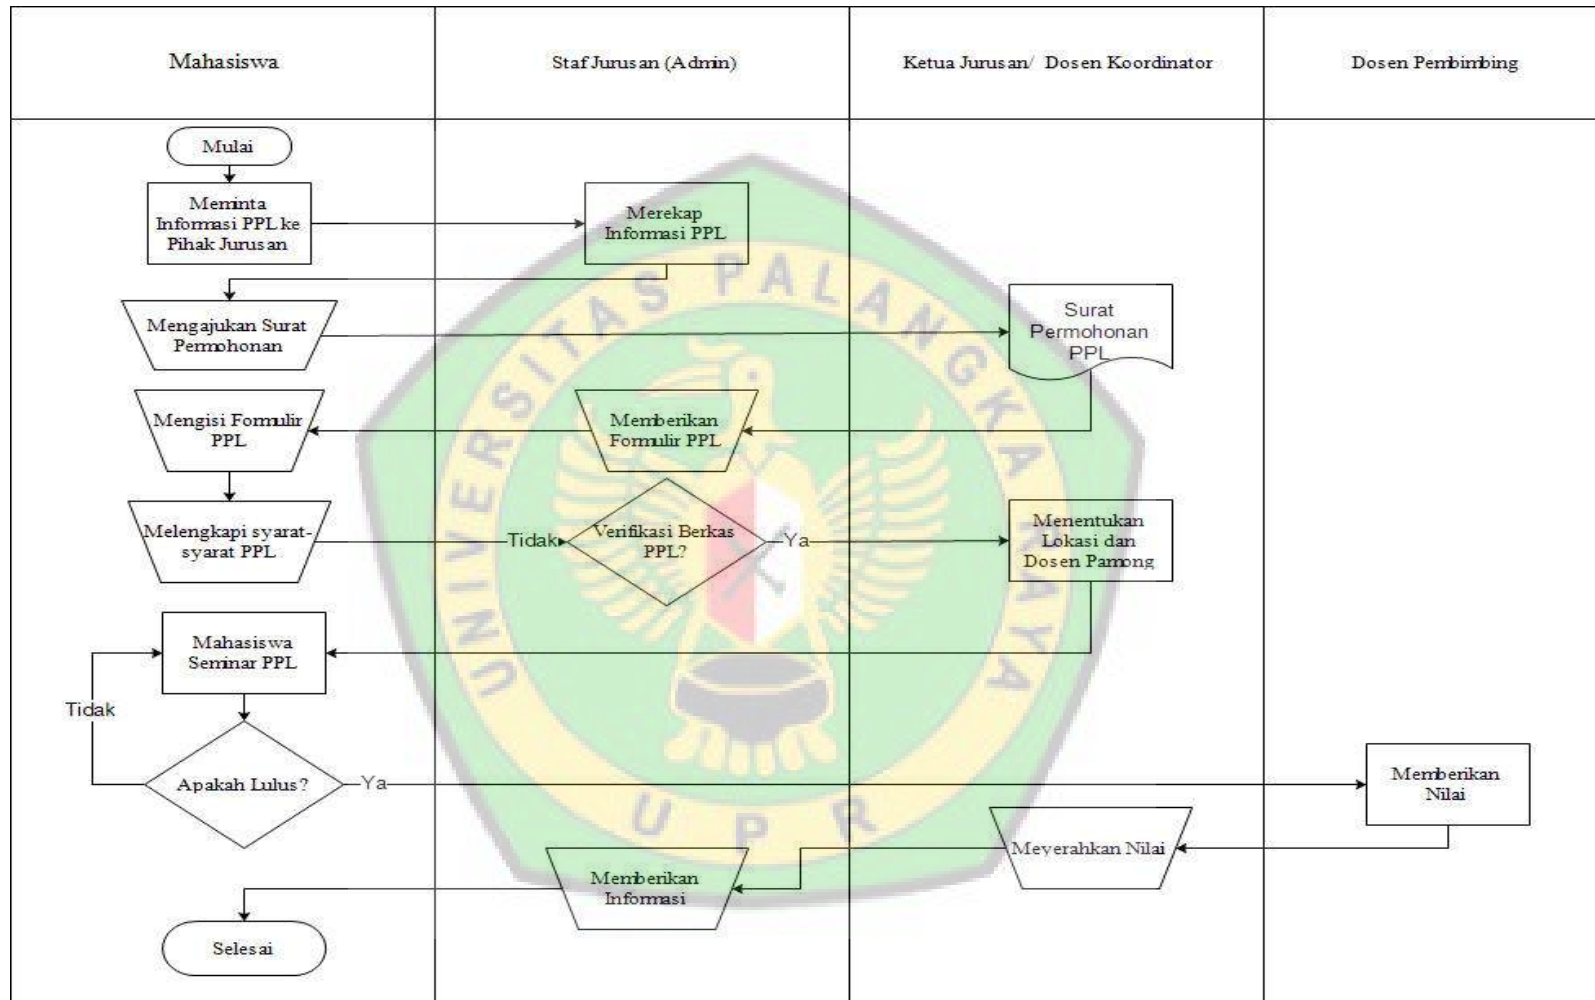 Mahasiswa
Staf Jurusan (Admin)
Ketua Jurusan/ Dosen Koordinator
Dosen Pembimbing
Mulai
Meminta
Informasi PPL ke
Pihak Jurusan
Merekap
Informasi PPL
Mengajukan Surat
Permohonan
Surat
Permohonan
PPL
Mengisi Formulir
PPL
Memberikan
Formulir PPL
Melengkapi syarat-
syarat PPL
Tidak
Verifikasi Berkas
PPL?
Ya
Menentukan
Lokasi dan
Dosen Pamong
Mahasiswa
Seminar PPL
Tidak
Apakah Lulus?
Ya
Memberikan
Nilai
Meyerahkan Nilai
Memberikan
Informasi
Selesai
UNIVERSITAS PALANGKA RAYA
UPR